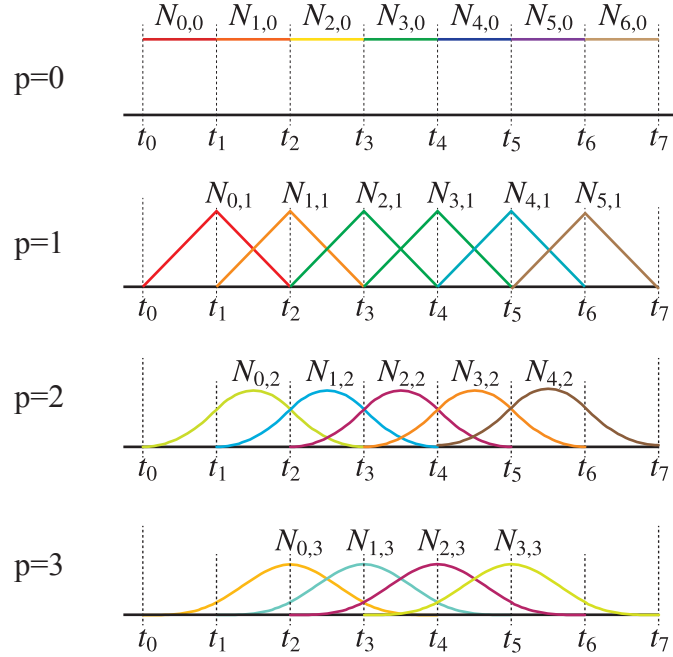 N0,0 N1,0 N2,0 N3,0 N4,0 N5,0 N6,0
p=0
t0 t1 t2 t3 t4 t5 t6 t7
N0,1 N1,1 N2,1 N3,1 N4,1 N5,1
p=1
t0 t1 t2 t3 t4 t5 t6 t7
N0,2 N1,2 N2,2 N3,2 N4,2
p=2
t0 t1 t2 t3 t4 t5 t6 t7
N0,3 N1,3 N2,3 N3,3
p=3
t0 t1 t2 t3 t4 t5 t6 t7